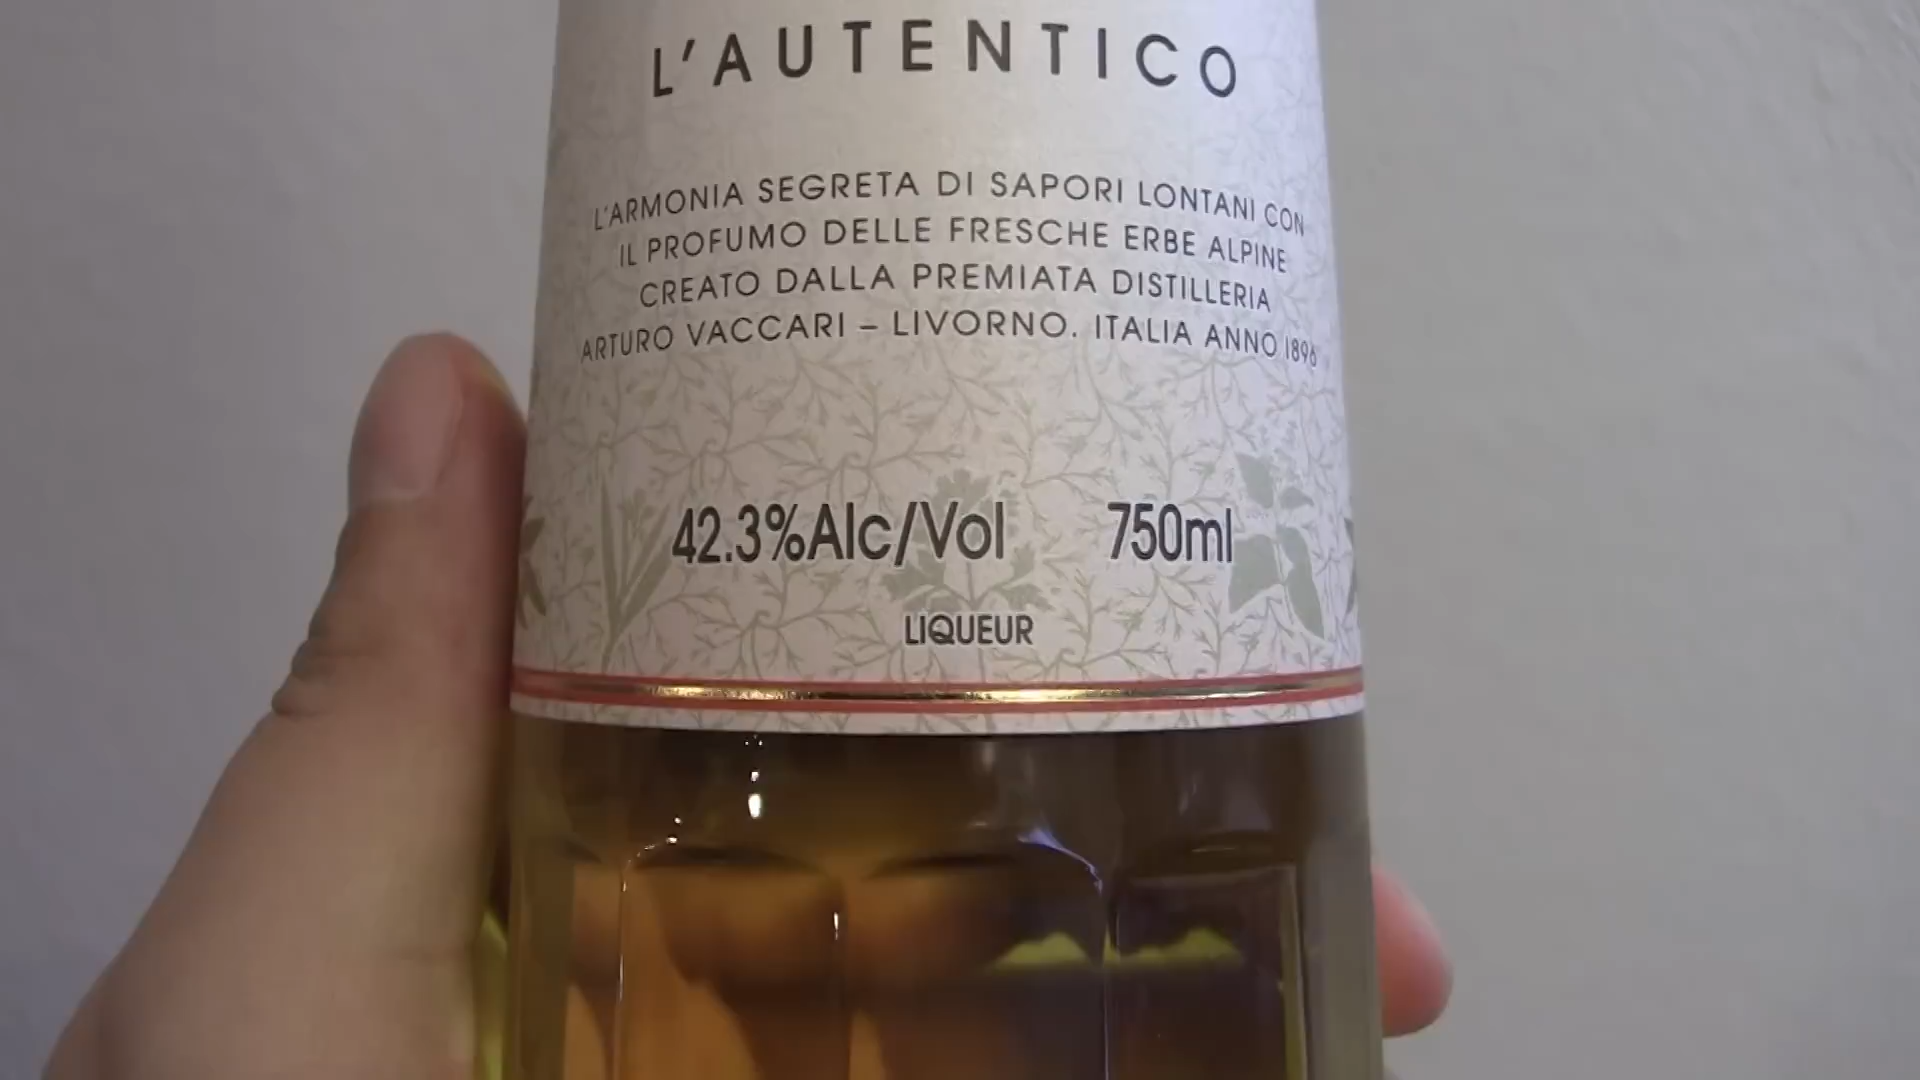 L'AUTENTICO
L'ARMONIA SEGRETA DI SAPORI LONTANI CON
IL PROFUMO DELLE FRESCHE ERBE ALPINE
CREATO DALLA PREMIATA DISTILLERIA
ARTURO VACCARI – LIVORNO. ITALIA ANNO 1896
42.3%Alc/Vol 750ml
LIQUEUR